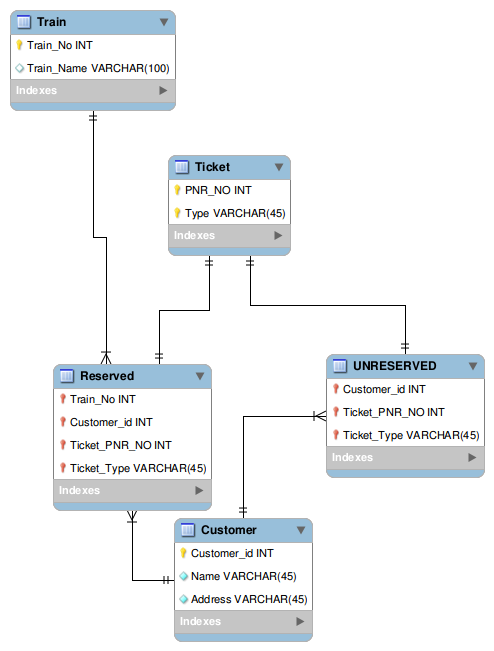 Train
Train_No INT
Train_Name VARCHAR(100)
Indexes
Ticket
PNR_NO INT
Type VARCHAR(45)
Indexes
Reserved
Train_No INT
Customer_id INT
Ticket_PNR_NO INT
Ticket_Type VARCHAR(45)
Indexes
UNRESERVED
Customer_id INT
Ticket_PNR_NO INT
Ticket_Type VARCHAR(45)
Indexes
Customer
Customer_id INT
Name VARCHAR(45)
Address VARCHAR(45)
Indexes